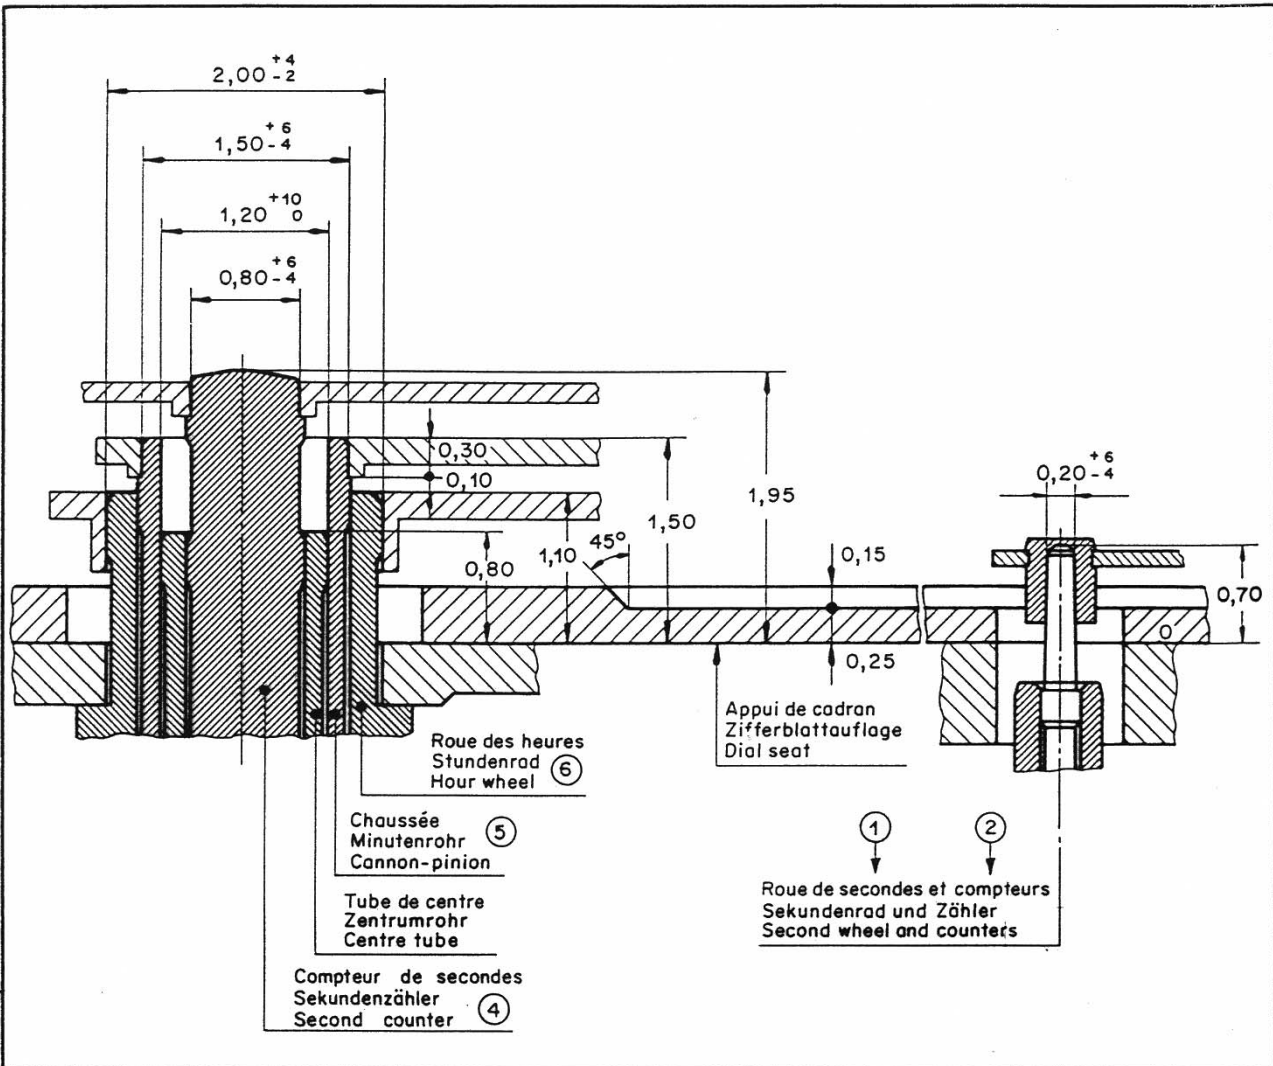 2,00 +4 -2
1,50 +6 -4
1,20 +10 0
0,80 +6 -4
0,30
0,10
0,80
1,10
1,50
1,95
45°
0,15
0,25
0,20 +6 -4
0,70
0
Appui de cadran
Zifferblattauflage
Dial seat
Roue des heures
Stundenrad
Hour wheel
6
Chaussée
Minutenrohr
Cannon-pinion
5
Tube de centre
Zentrumrohr
Centre tube
Compteur de secondes
Sekundenzähler
Second counter
4
1
2
Roue de secondes et compteurs
Sekundenrad und Zähler
Second wheel and counters